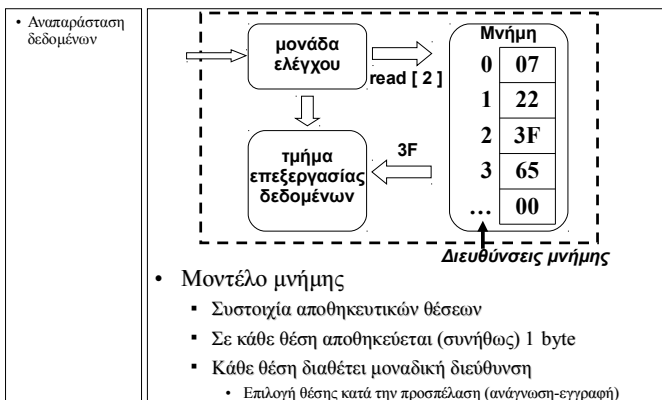 • Αναπαράσταση
δεδομένων
μονάδα
ελέγχου
read [ 2 ]
τμήμα
επεξεργασίας
δεδομένων
3F
Μνήμη
0 07
1 22
2 3F
3 65
... 00
Διευθύνσεις μνήμης
• Μοντέλο μνήμης
▪ Συστοιχία αποθηκευτικών θέσεων
▪ Σε κάθε θέση αποθηκεύεται (συνήθως) 1 byte
▪ Κάθε θέση διαθέτει μοναδική διεύθυνση
• Επιλογή θέσης κατά την προσπέλαση (ανάγνωση-εγγραφή)